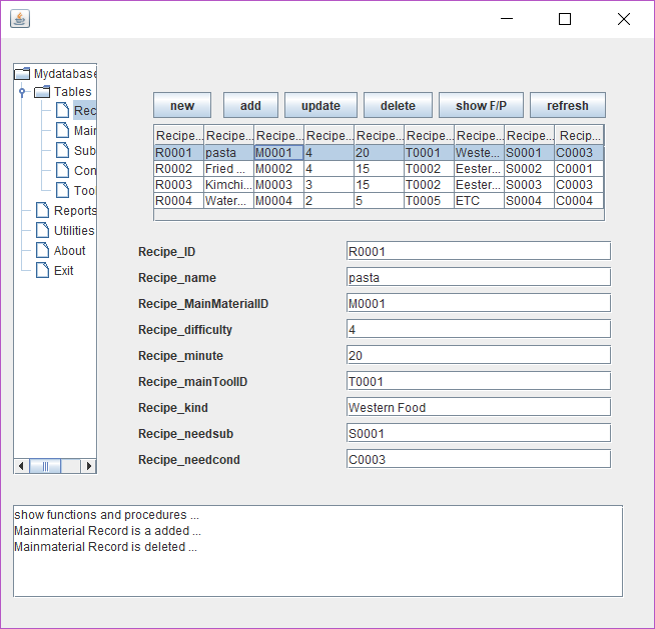 Mydatabase
Tables
Rec
Main
Sub
Con
Too
Reports
Utilities
About
Exit
new add update delete show F/P refresh
Recipe... Recipe... Recipe... Recipe... Recipe... Recipe... Recipe... Recipe... Recip...
R0001 pasta M0001 4 20 T0001 Weste... S0001 C0003
R0002 Fried ... M0002 4 15 T0002 Eester... S0002 C0001
R0003 Kimchi... M0003 3 15 T0002 Eester... S0003 C0003
R0004 Water... M0004 2 5 T0005 ETC S0004 C0004
Recipe_ID R0001
Recipe_name pasta
Recipe_MainMaterialID M0001
Recipe_difficulty 4
Recipe_minute 20
Recipe_mainToolID T0001
Recipe_kind Western Food
Recipe_needsub S0001
Recipe_needcond C0003
show functions and procedures ...
Mainmaterial Record is a added ...
Mainmaterial Record is deleted ...